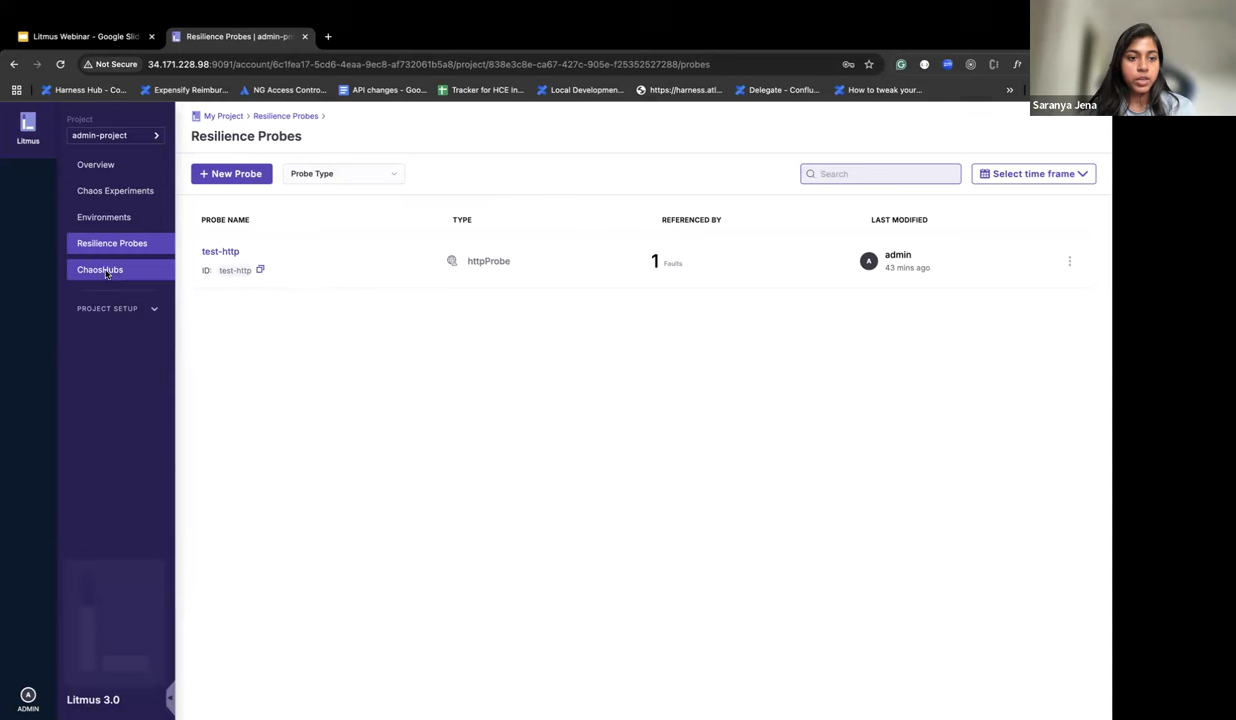 Litmus Webinar - Google Slid
Resilience Probes | admin-pr
Not Secure
34.171.228.98:9091/account/6c1fea17-5cd6-4eaa-9ec8-af732061b5a8/project/838e3c8e-ca67-427c-905e-f25352527288/probes
Harness Hub - Co...
Expensify Reimbur...
NG Access Contro...
API changes - Goo...
Tracker for HCE In...
Local Developmen...
https://harness.atl...
Delegate - Conflu...
How to tweak your...
Saranya Jena
Litmus
Project
admin-project
Overview
Chaos Experiments
Environments
Resilience Probes
ChaosHubs
PROJECT SETUP
A
ADMIN
Litmus 3.0
My Project > Resilience Probes >
Resilience Probes
+ New Probe
Probe Type
Search
Select time frame
PROBE NAME TYPE REFERENCED BY LAST MODIFIED
test-http
ID: test-http
httpProbe
1 Faults
A
admin
43 mins ago